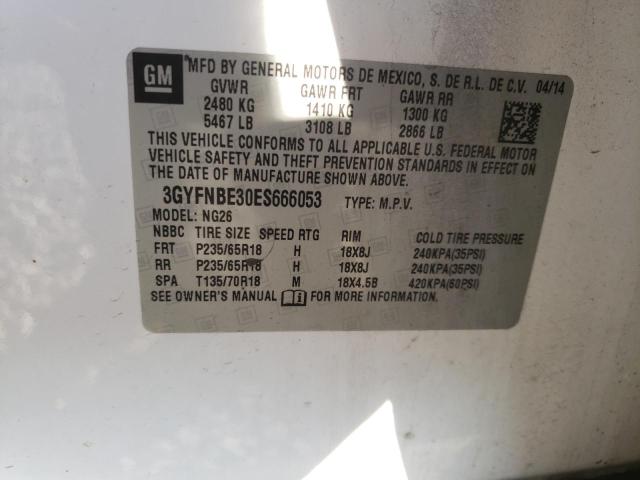 GM
MFD BY GENERAL MOTORS DE MEXICO, S. DE R.L. DE C.V. 04/14
GVWR GAWR FRT GAWR RR
2480 KG 1410 KG 1300 KG
5467 LB 3108 LB 2866 LB
THIS VEHICLE CONFORMS TO ALL APPLICABLE U.S. FEDERAL MOTOR
VEHICLE SAFETY AND THEFT PREVENTION STANDARDS IN EFFECT ON
THE DATE OF MANUFACTURE SHOWN ABOVE.
3GYFNBE30ES666053 TYPE: M.P.V.
MODEL: NG26
NBBC TIRE SIZE SPEED RTG RIM COLD TIRE PRESSURE
FRT P235/65R18 H 18X8J 240KPA(35PSI)
RR P235/65R18 H 18X8J 240KPA(35PSI)
SPA T135/70R18 M 18X4.5B 420KPA(60PSI)
SEE OWNER'S MANUAL FOR MORE INFORMATION.